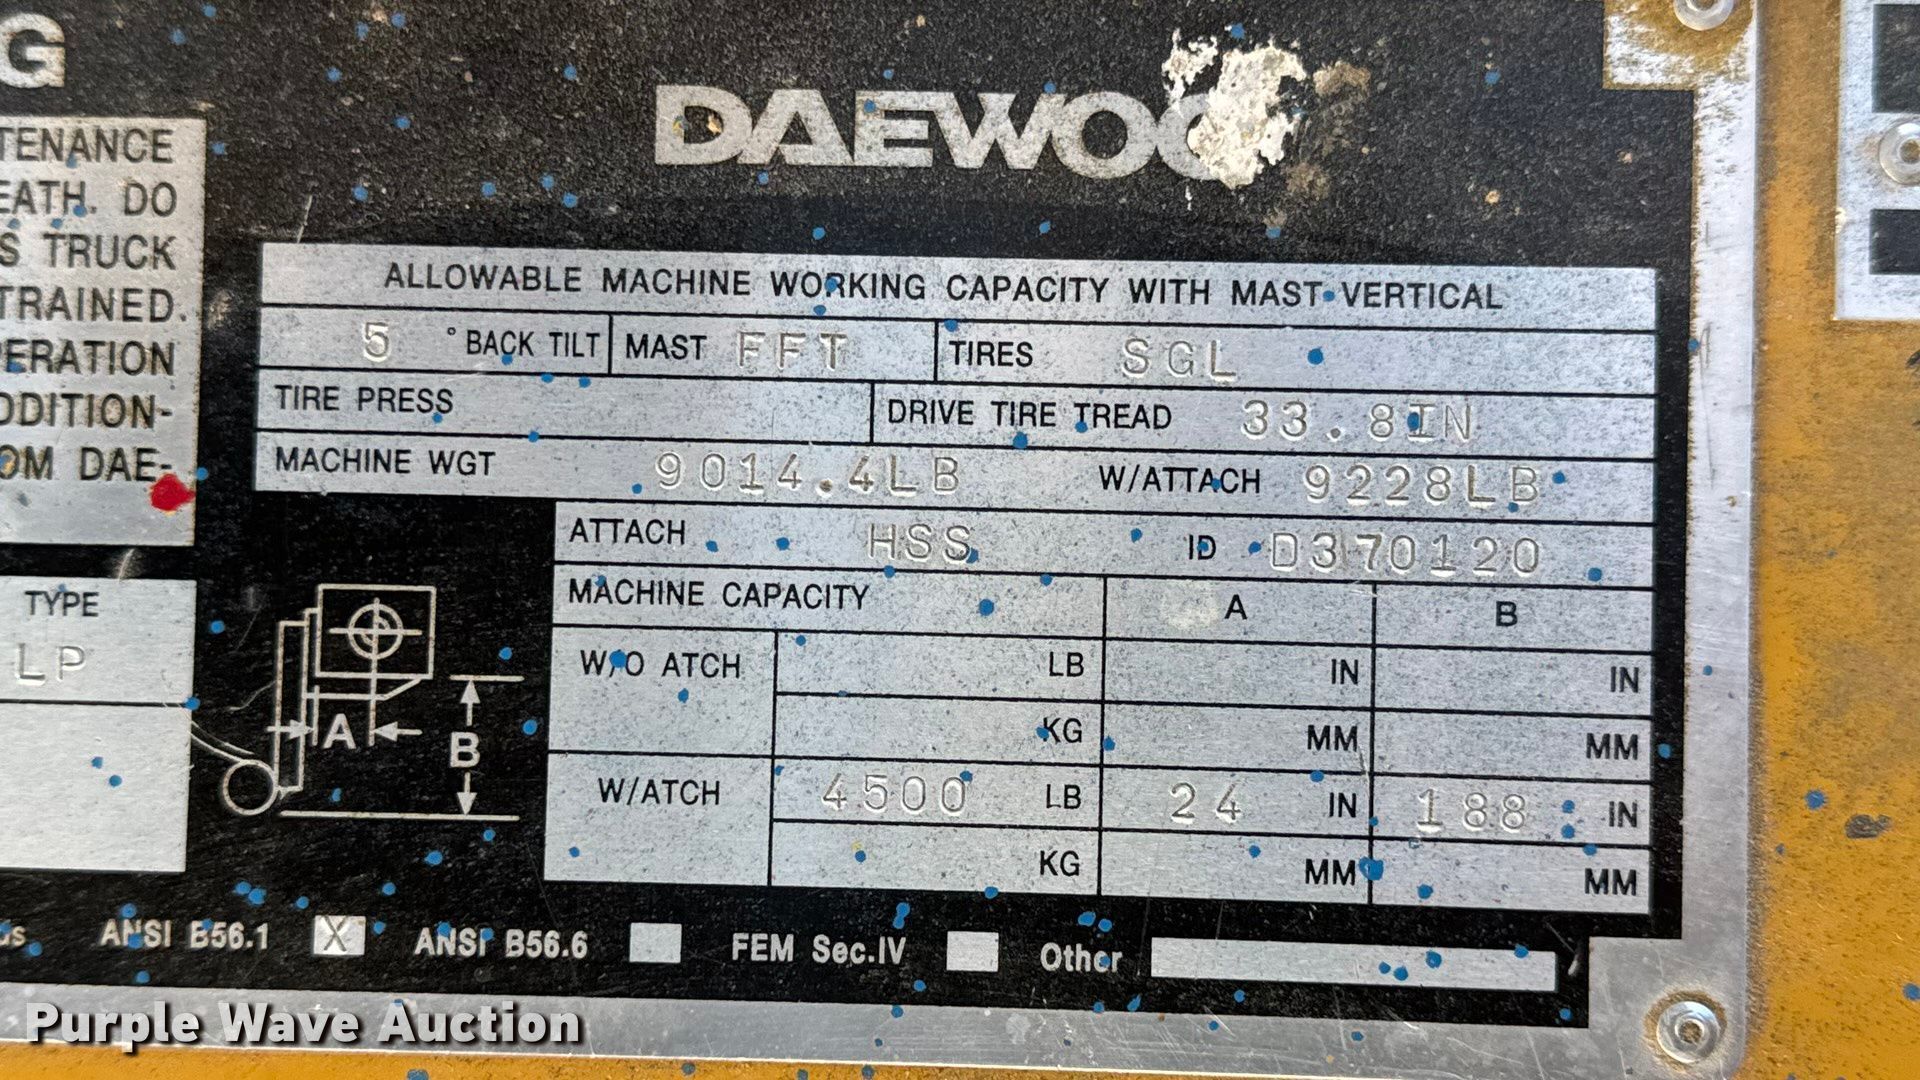 G
DAEWOO
TENANCE
EATH. DO
S TRUCK
TRAINED.
ERATION
DDITION-
OM DAE-
TYPE
LP
ALLOWABLE MACHINE WORKING CAPACITY WITH MAST VERTICAL
5 ° BACK TILT MAST FFT TIRES SGL
TIRE PRESS DRIVE TIRE TREAD 33.8IN
MACHINE WGT 9014.4LB W/ATTACH 9228LB
ATTACH HSS ID D370120
MACHINE CAPACITY A B
W/O ATCH LB IN IN
KG MM MM
W/ATCH 4500 LB 24 IN 188 IN
KG MM MM
A
B
us ANSI B56.1 X ANSI B56.6 FEM Sec.IV Other
Purple Wave Auction